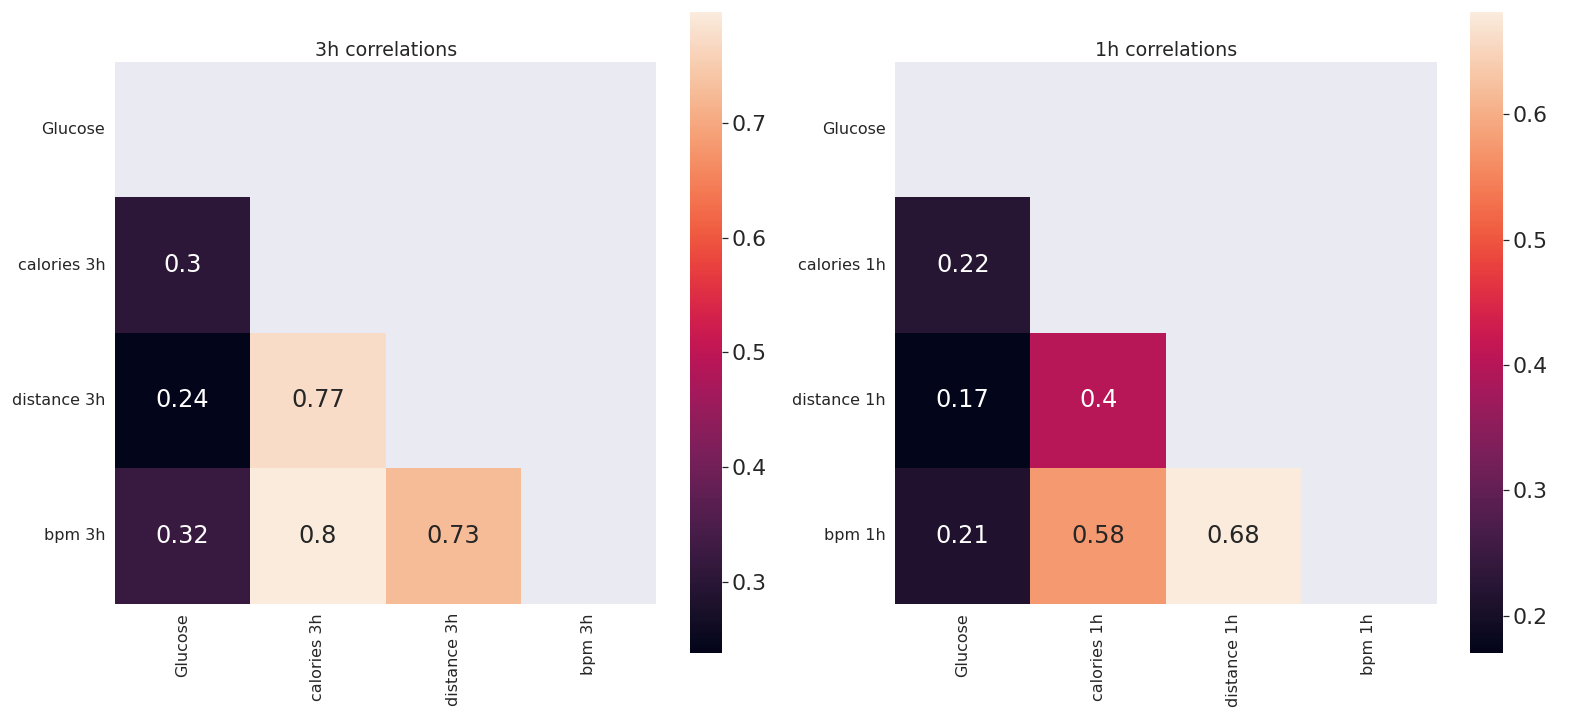 3h correlations
Glucose
calories 3h
distance 3h
bpm 3h
0.3
0.24
0.77
0.32
0.8
0.73
Glucose
calories 3h
distance 3h
bpm 3h
0.7
0.6
0.5
0.4
0.3
1h correlations
Glucose
calories 1h
distance 1h
bpm 1h
0.22
0.17
0.4
0.21
0.58
0.68
Glucose
calories 1h
distance 1h
bpm 1h
0.6
0.5
0.4
0.3
0.2